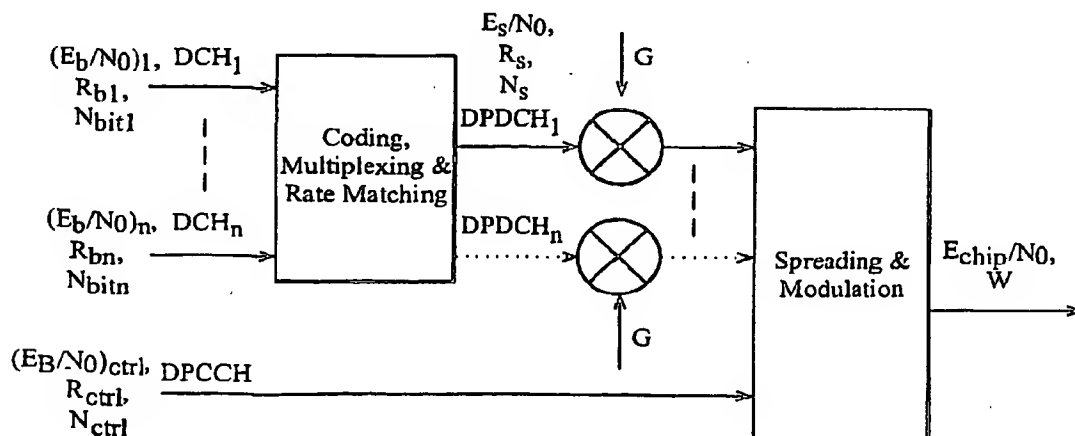 (Eb/N0)1, DCH1
Rb1,
Nbit1
(Eb/N0)n, DCHn
Rbn,
Nbitn
(EB/N0)ctrl, DPCCH
Rctrl,
Nctrl
Coding,
Multiplexing &
Rate Matching
Es/N0,
Rs,
Ns
DPDCH1
DPDCHn
G
G
Spreading &
Modulation
Echip/N0,
W